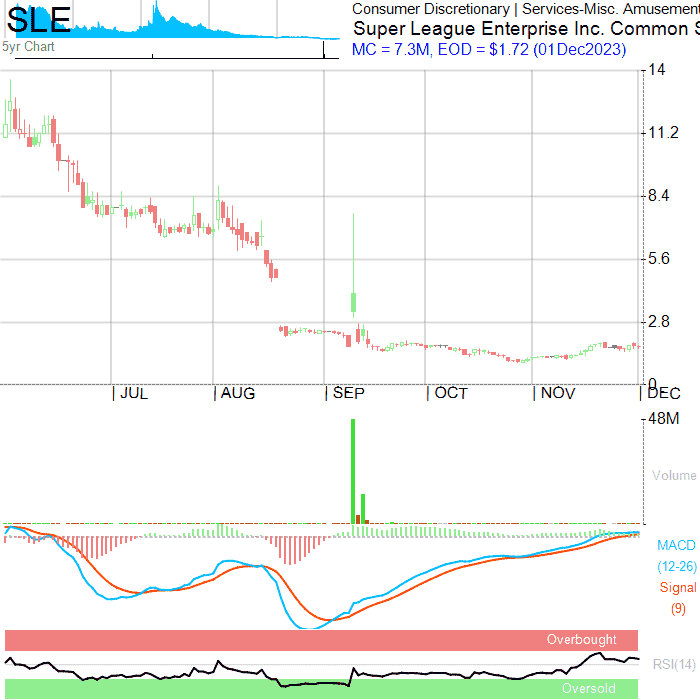 SLE
Consumer Discretionary | Services-Misc. Amusement
5yr Chart
Super League Enterprise Inc. Common S
MC = 7.3M, EOD = $1.72 (01Dec2023)
14
11.2
8.4
5.6
2.8
0
| JUL | AUG | SEP | OCT | NOV | DEC
48M
Volume
MACD
(12-26)
Signal
(9)
Overbought
RSI(14)
Oversold